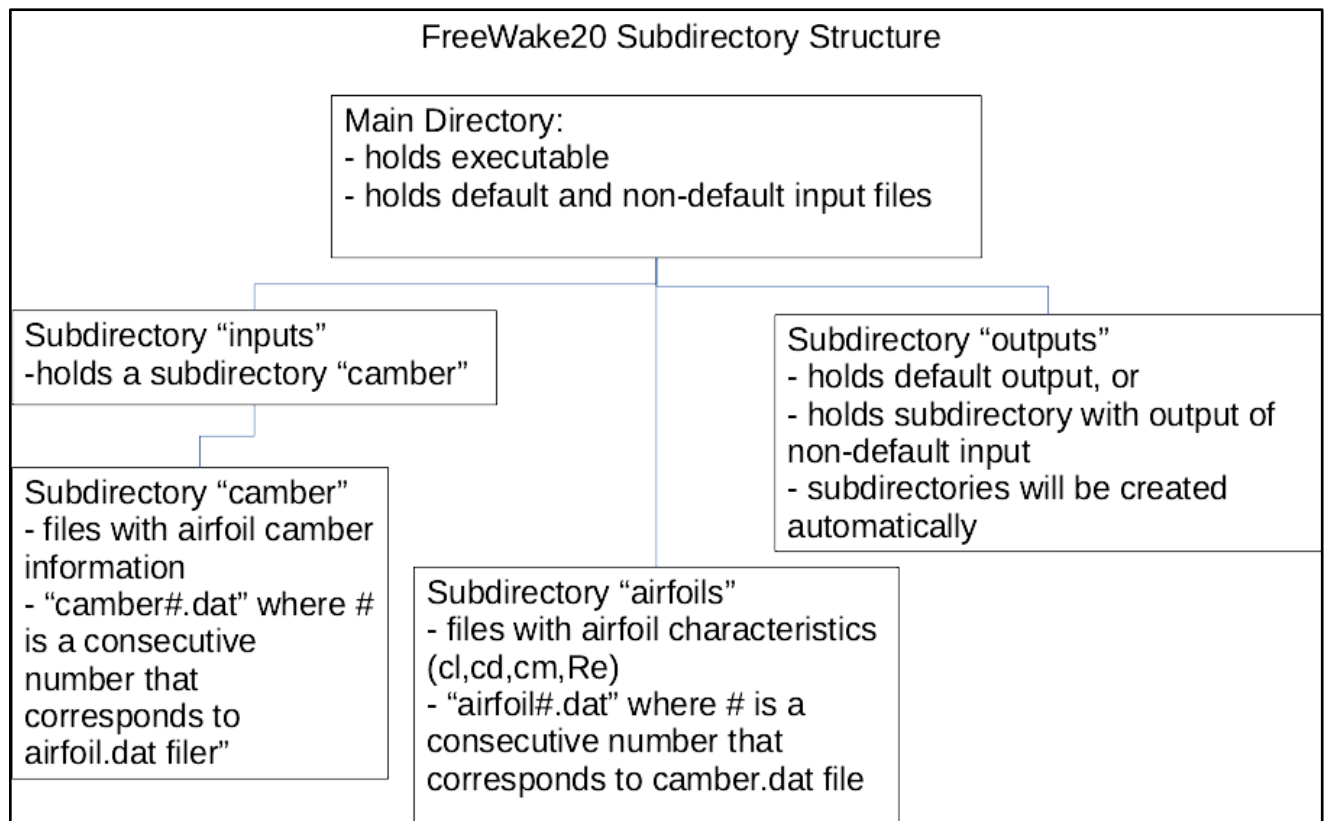 FreeWake20 Subdirectory Structure
Main Directory:
- holds executable
- holds default and non-default input files
Subdirectory “inputs”
-holds a subdirectory “camber”
Subdirectory “outputs”
- holds default output, or
- holds subdirectory with output of
non-default input
- subdirectories will be created
automatically
Subdirectory “camber”
- files with airfoil camber
information
- “camber#.dat” where #
is a consecutive
number that
corresponds to
airfoil.dat filer”
Subdirectory “airfoils”
- files with airfoil characteristics
(cl,cd,cm,Re)
- “airfoil#.dat” where # is a
consecutive number that
corresponds to camber.dat file